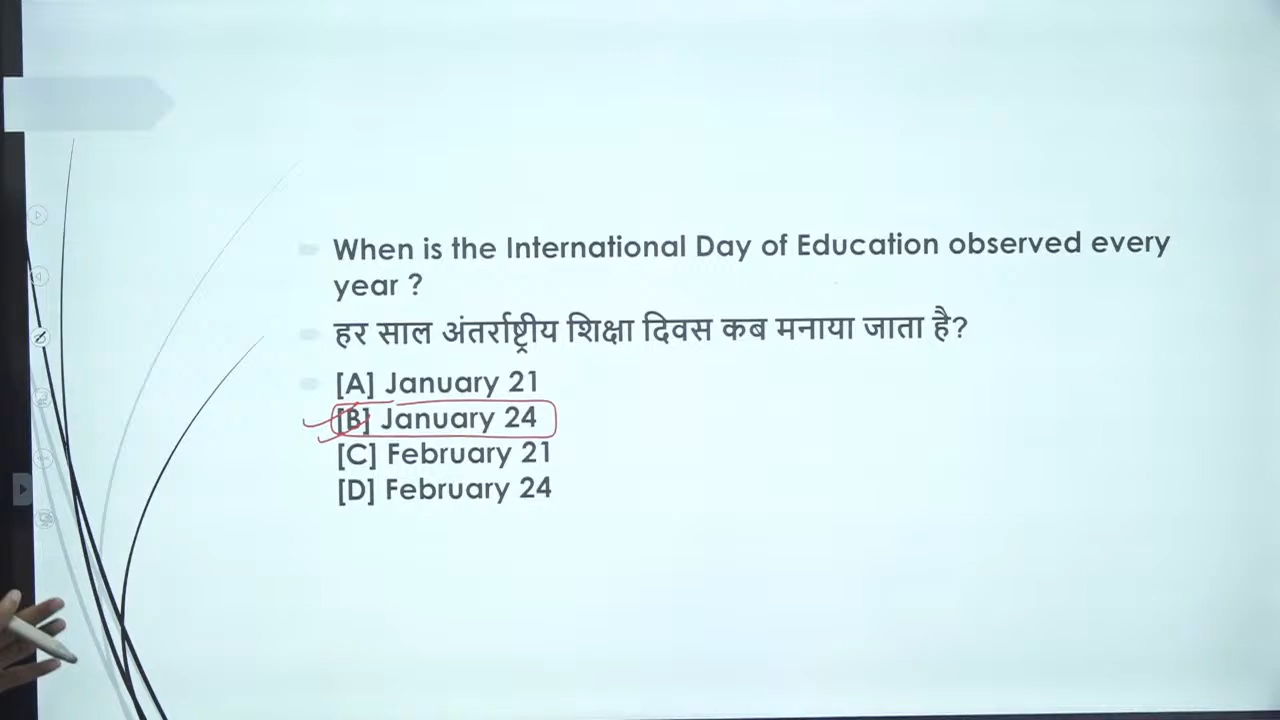 When is the International Day of Education observed every
year ?
हर साल अंतर्राष्ट्रीय शिक्षा दिवस कब मनाया जाता है?
[A] January 21
[B] January 24
[C] February 21
[D] February 24